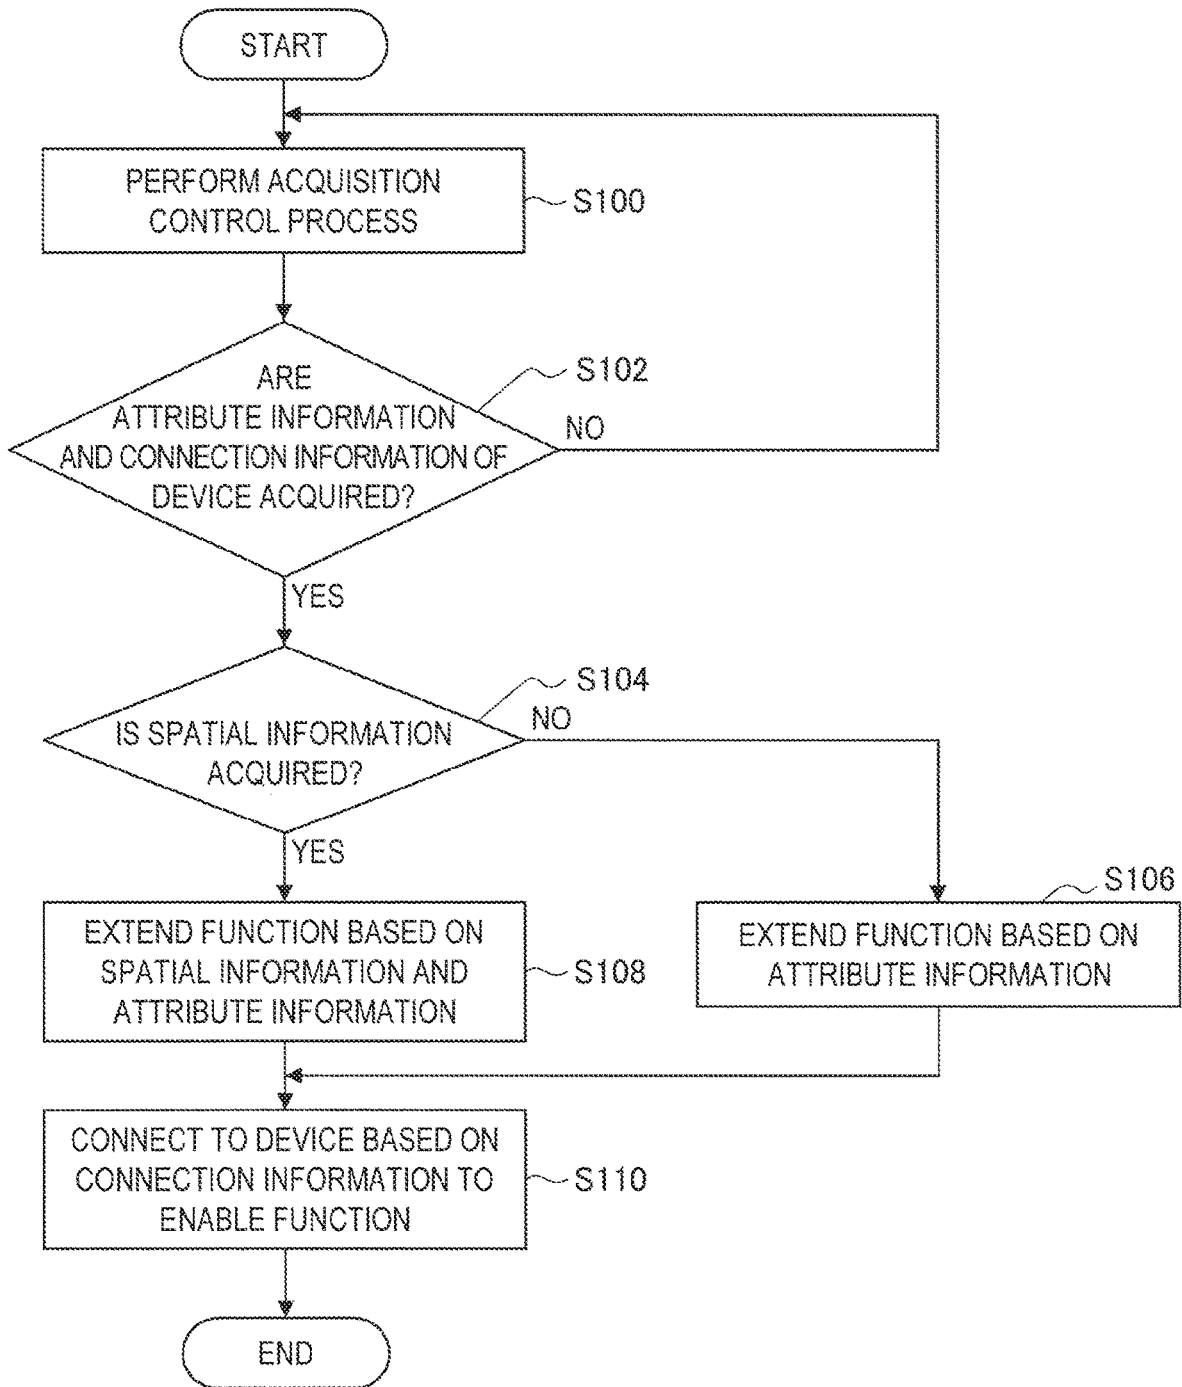 START
PERFORM ACQUISITION
CONTROL PROCESS
S100
ARE
ATTRIBUTE INFORMATION
AND CONNECTION INFORMATION OF
DEVICE ACQUIRED?
S102
NO
YES
IS SPATIAL INFORMATION
ACQUIRED?
S104
NO
YES
EXTEND FUNCTION BASED ON
SPATIAL INFORMATION AND
ATTRIBUTE INFORMATION
S108
EXTEND FUNCTION BASED ON
ATTRIBUTE INFORMATION
S106
CONNECT TO DEVICE BASED ON
CONNECTION INFORMATION TO
ENABLE FUNCTION
S110
END